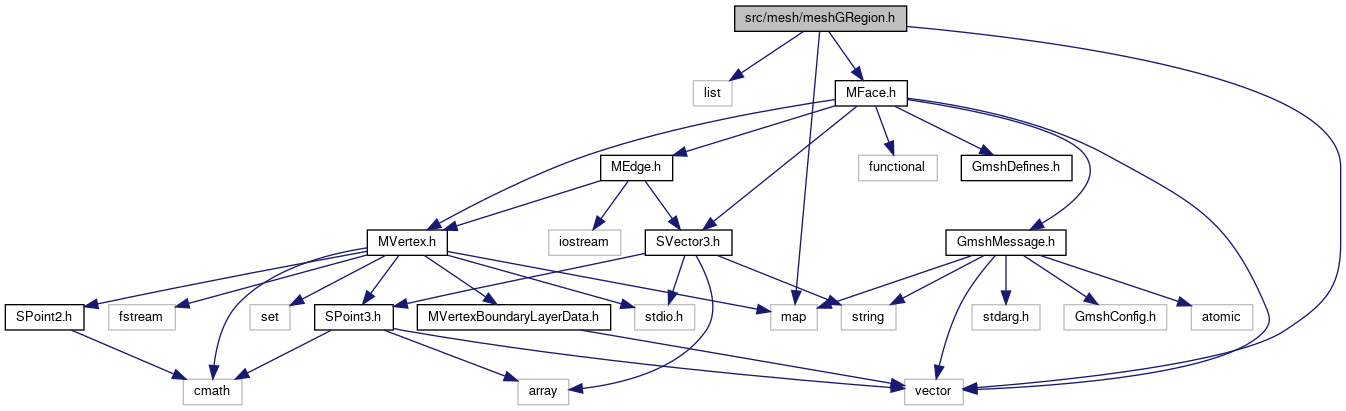 src/mesh/meshGRegion.h
list
MFace.h
MEdge.h
functional
GmshDefines.h
MVertex.h
iostream
SVector3.h
GmshMessage.h
SPoint2.h
fstream
set
SPoint3.h
MVertexBoundaryLayerData.h
stdio.h
map
string
stdarg.h
GmshConfig.h
atomic
cmath
array
vector